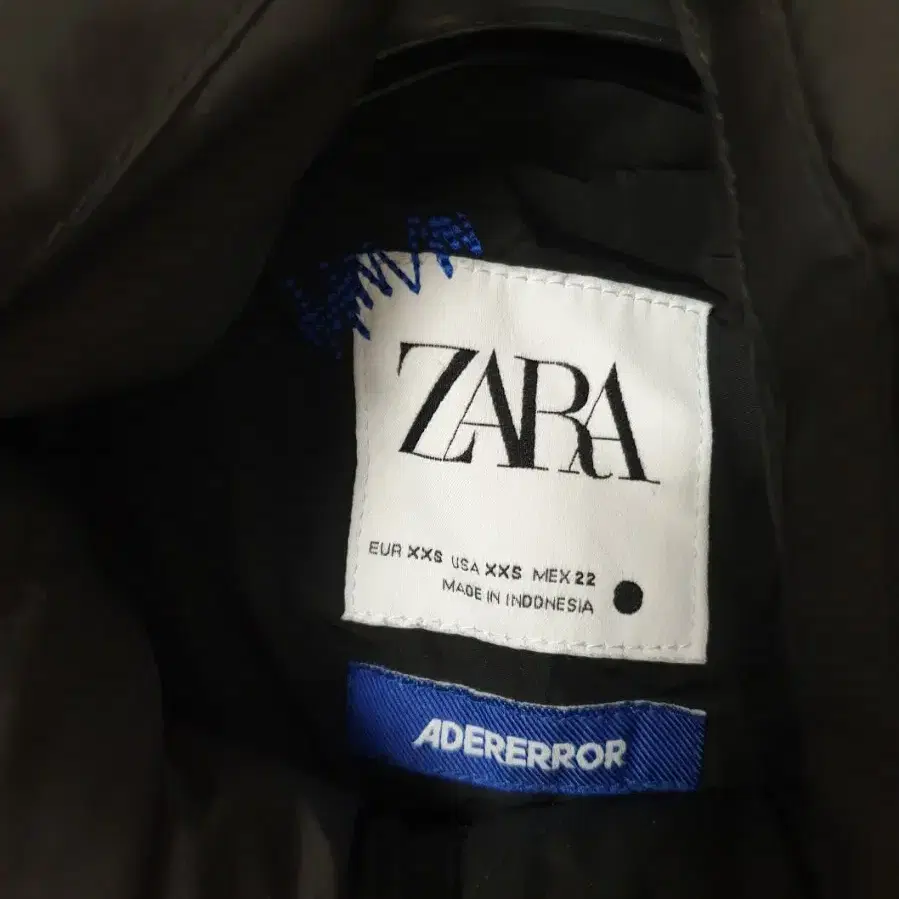 ZARA
EUR XXS USA XXS MEX 22
MADE IN INDONESIA
ADERERROR